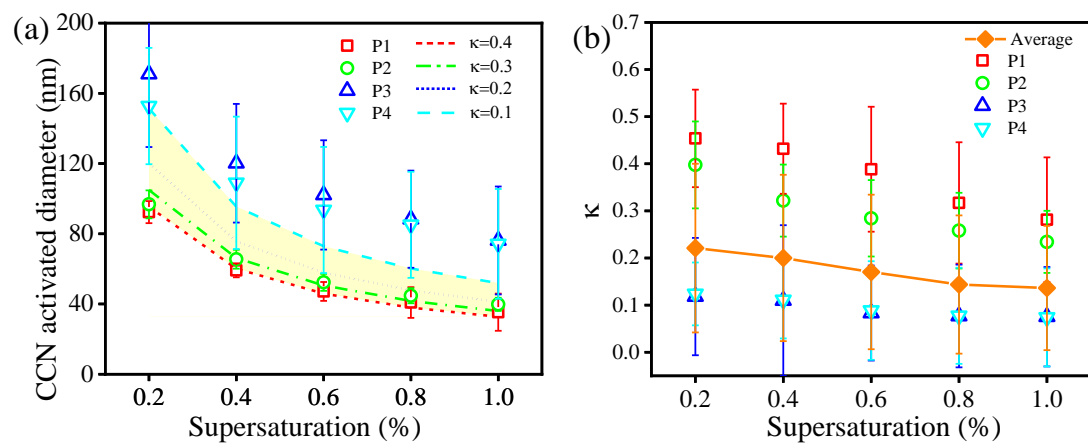 (a)
CCN activated diameter (nm)
200
160
120
80
40
0
P1
P2
P3
P4
κ=0.4
κ=0.3
κ=0.2
κ=0.1
0.2 0.4 0.6 0.8 1.0
Supersaturation (%)
(b)
κ
0.7
0.6
0.5
0.4
0.3
0.2
0.1
0.0
Average
P1
P2
P3
P4
0.2 0.4 0.6 0.8 1.0
Supersaturation (%)